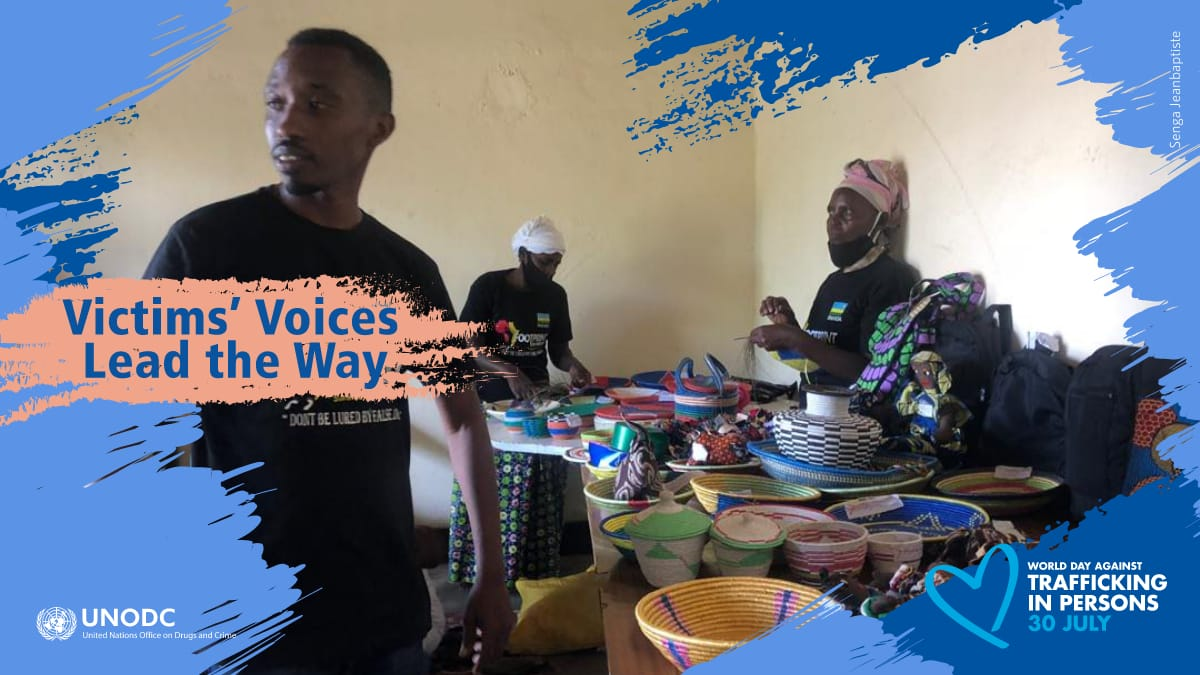 Senga Jeanbaptiste
Victims’ Voices
Lead the Way
DONT BE LURED BY FALSE
UNODC
United Nations Office on Drugs and Crime
WORLD DAY AGAINST
TRAFFICKING
IN PERSONS
30 JULY